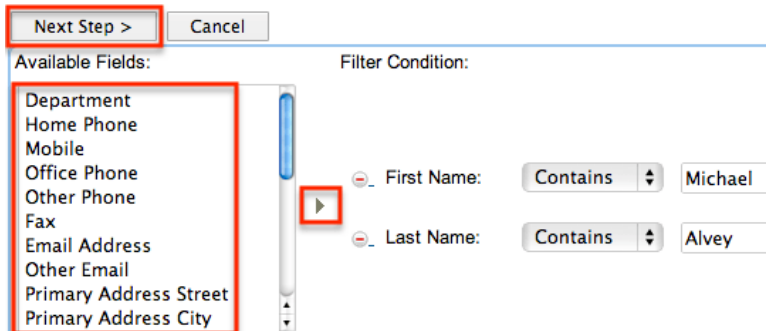 Next Step > Cancel
Available Fields: Filter Condition:
Department
Home Phone
Mobile
Office Phone
Other Phone
Fax
Email Address
Other Email
Primary Address Street
Primary Address City
First Name: Contains Michael
Last Name: Contains Alvey